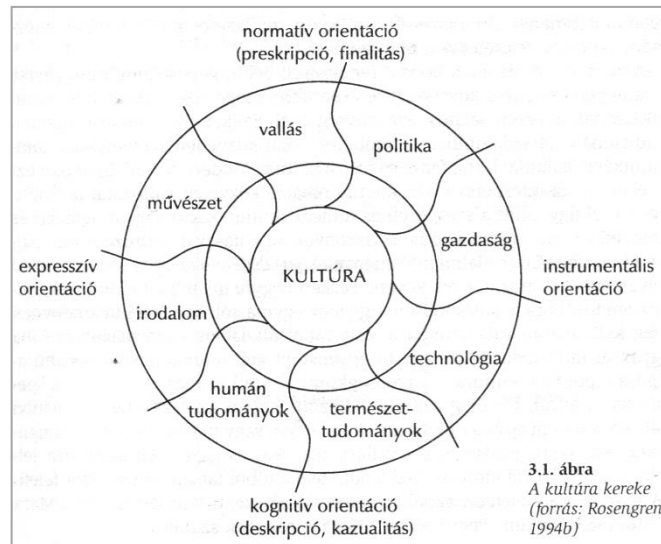 normatív orientáció
(preskripció, finalitás)
vallás
politika
művészet
gazdaság
expresszív
orientáció
KULTÚRA
instrumentális
orientáció
irodalom
technológia
humán
tudományok
természet-
tudományok
kognitív orientáció
(deskripció, kazualitás)
3.1. ábra
A kultúra kereke
(forrás: Rosengren
1994b)